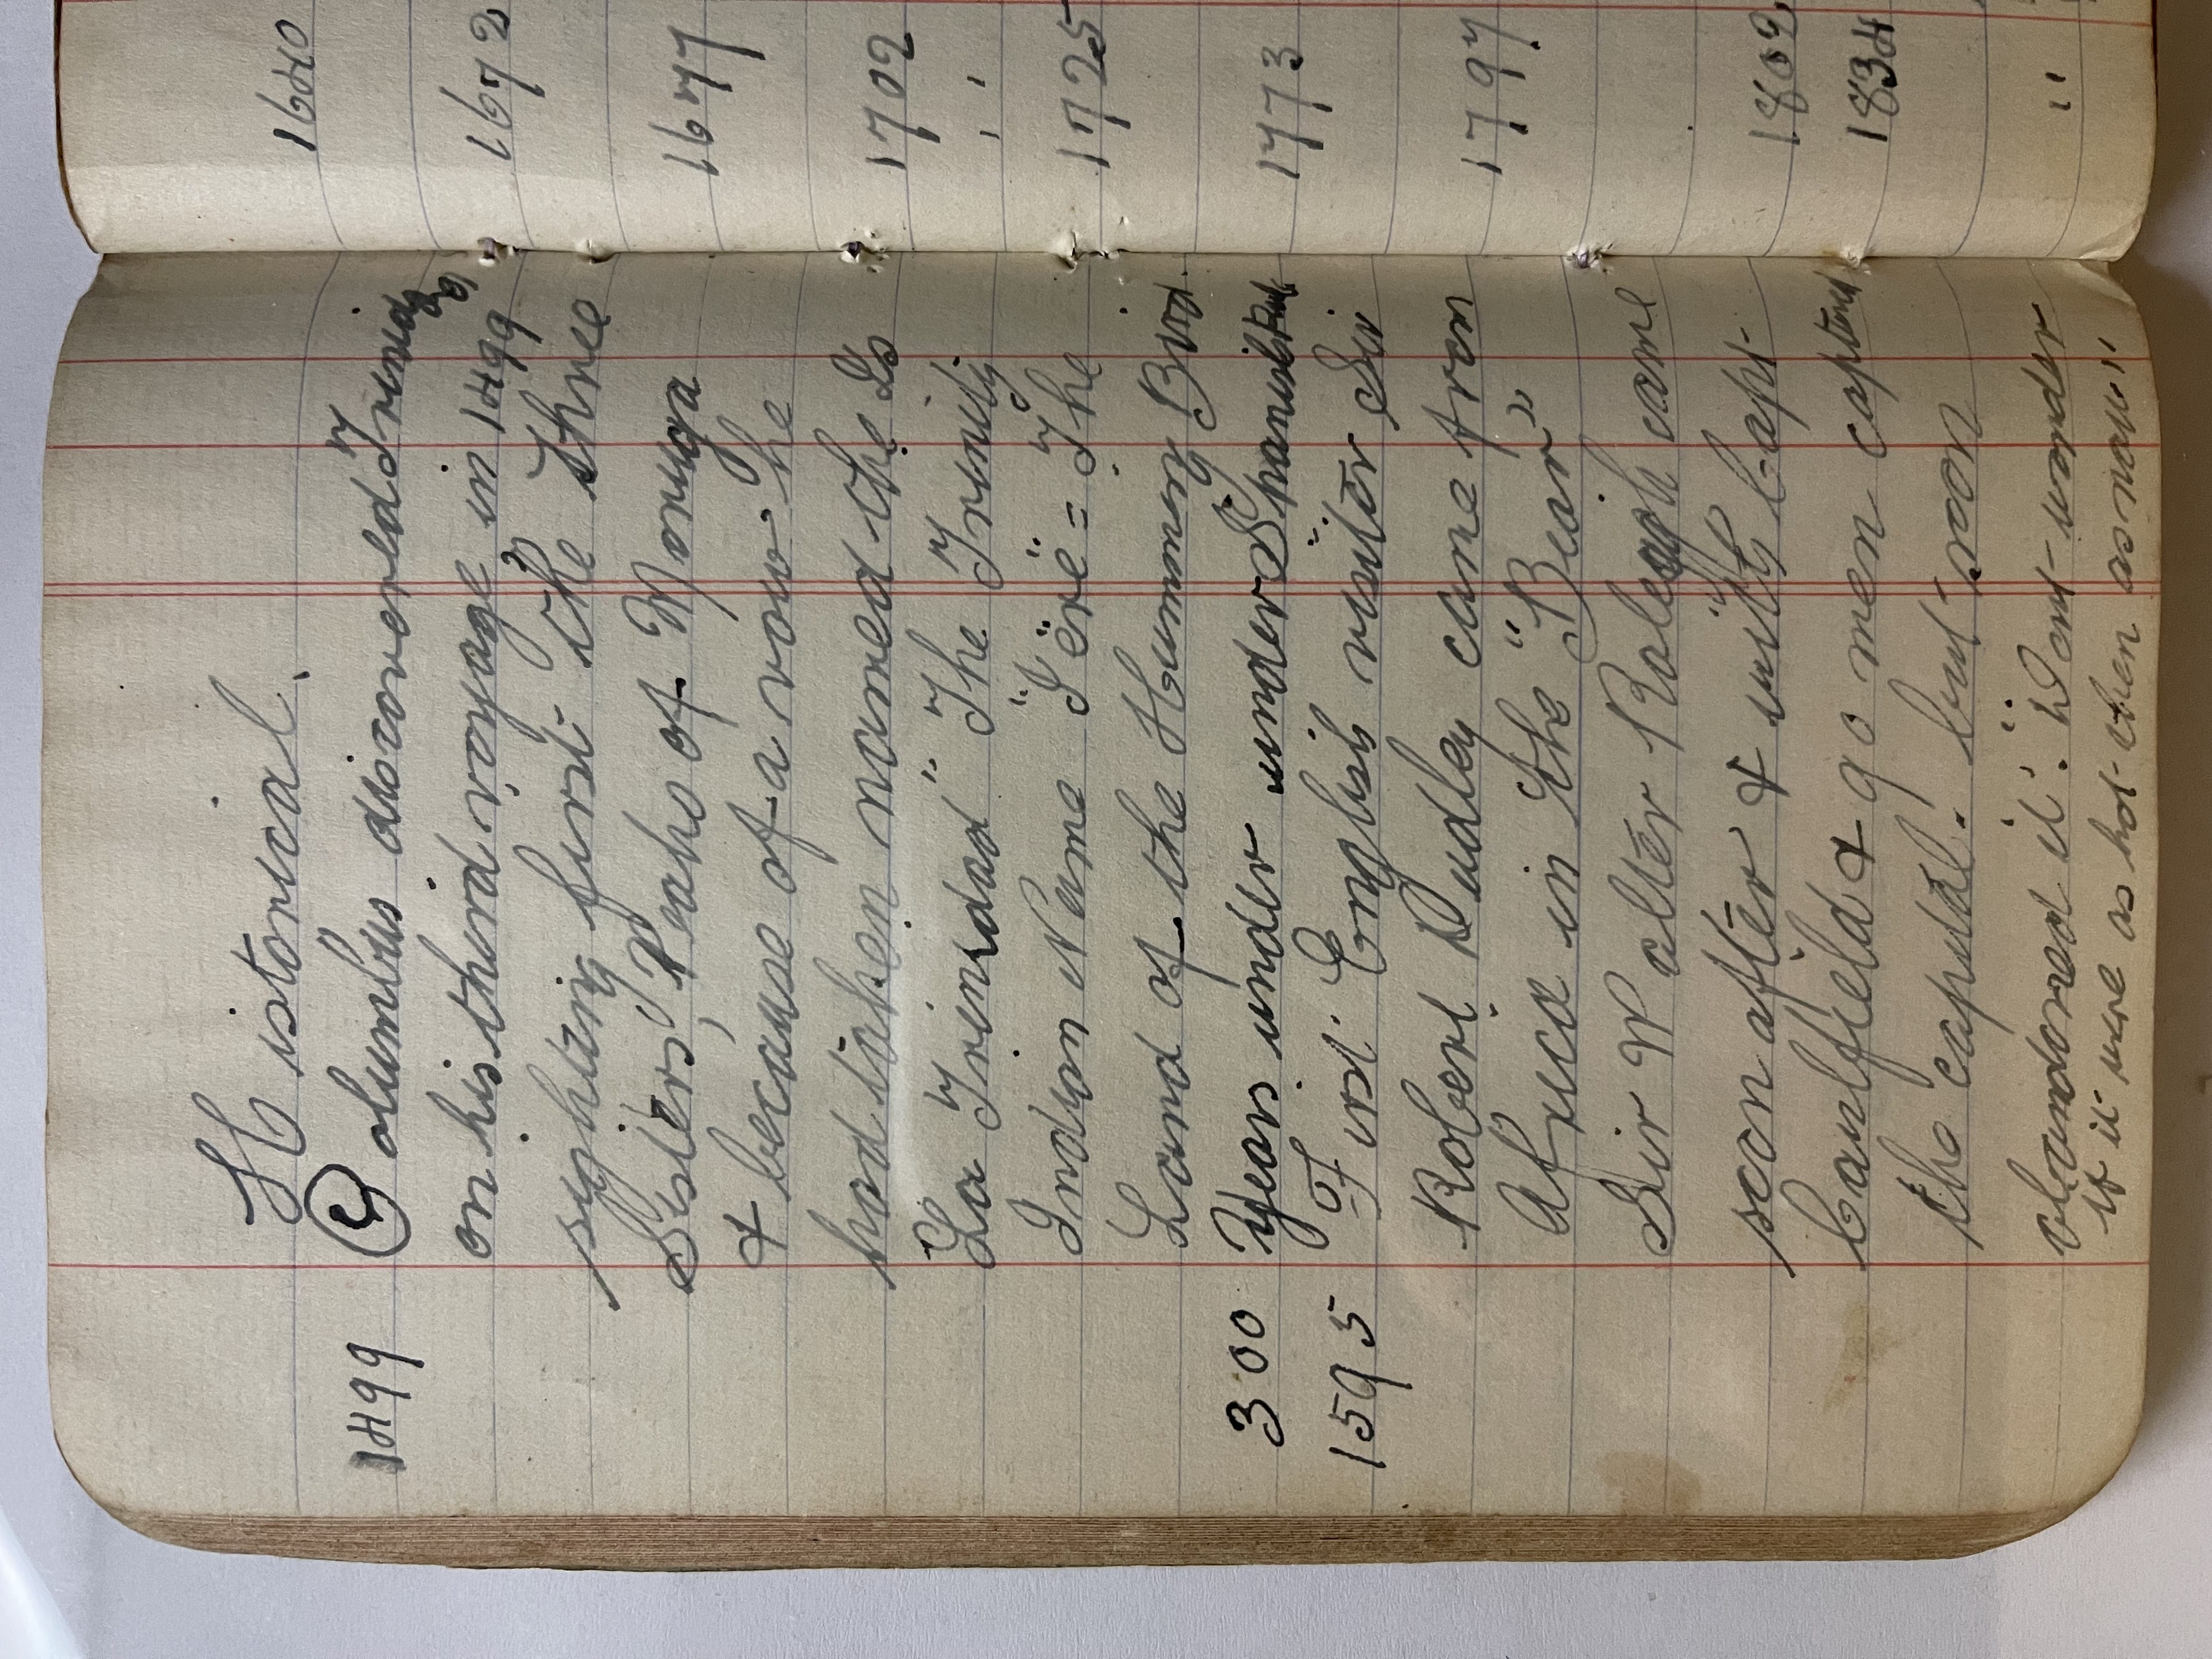 Historical.
1499 Columbus discovered Trinidad
on his third voyage, in 1499
sighting first the three
Sisters', Peaks of Moruga
& because of a vow he
had taken named the Is
"La Trinidad" The Trinity
Indian Name "Ïërë" = The
Land of the Humming Bird.
300 Years under under Spanish Rule
1595 First English visiter Sir
Robert Dudley came from
Africa in the "Bear"
Sir Walter Raleigh came
soon after & with Capt
Caulfield & 90 men captured
the capital. but soon
abandoned it. "Dont wonder
if it were as hot then as now"
1640
1672
1677
1702
" "
1725
1773
1797
1802
1834
"